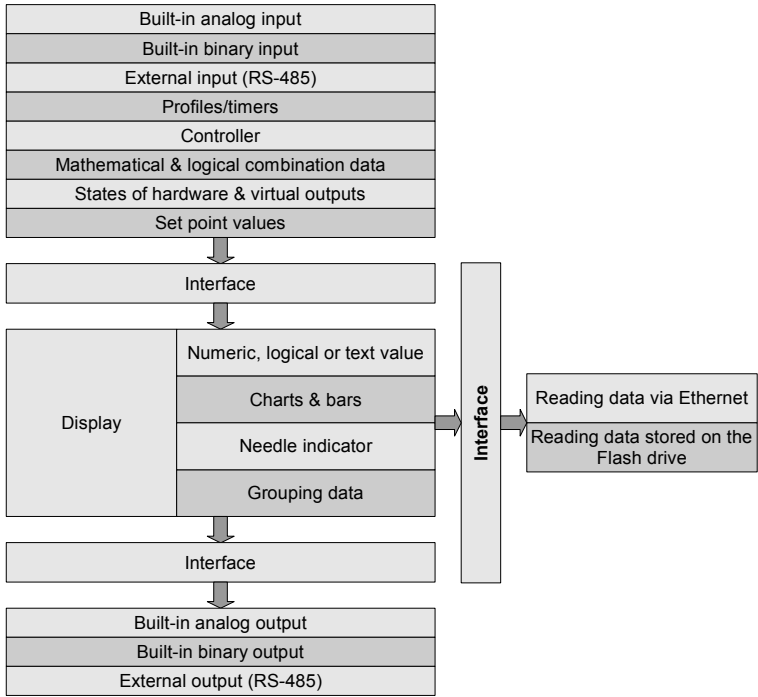 Built-in analog input
Built-in binary input
External input (RS-485)
Profiles/timers
Controller
Mathematical & logical combination data
States of hardware & virtual outputs
Set point values
Interface
Display
Numeric, logical or text value
Charts & bars
Needle indicator
Grouping data
Interface
Reading data via Ethernet
Reading data stored on the
Flash drive
Interface
Built-in analog output
Built-in binary output
External output (RS-485)